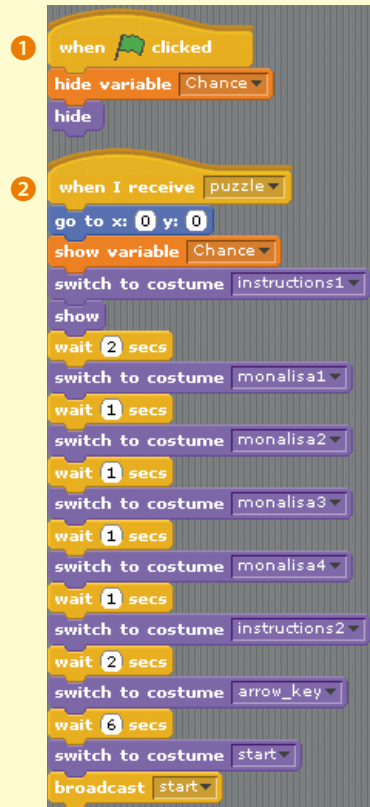 1
when clicked
hide variable Chance
hide
2
when I receive puzzle
go to x: 0 y: 0
show variable Chance
switch to costume instructions1
show
wait 2 secs
switch to costume monalisa1
wait 1 secs
switch to costume monalisa2
wait 1 secs
switch to costume monalisa3
wait 1 secs
switch to costume monalisa4
wait 1 secs
switch to costume instructions2
wait 2 secs
switch to costume arrow_key
wait 6 secs
switch to costume start
broadcast start